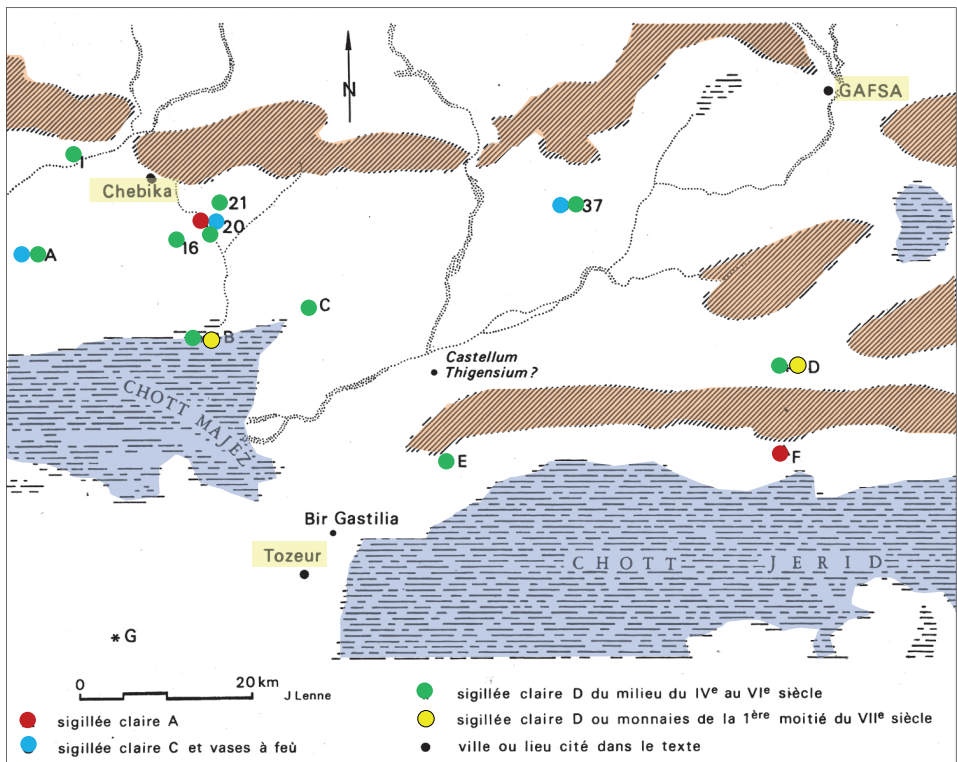 N
GAFSA
1
Chebika
21
37
20
16
A
C
B
Castellum
Thigensium ?
D
CHOTT MAJEZ
E
F
Bir Gastilia
Tozeur
CHOTT JERID
* G
0 20 km
J Lenne
sigillée claire A
sigillée claire C et vases à feu
sigillée claire D du milieu du IVe au VIe siècle
sigillée claire D ou monnaies de la 1ère moitié du VIIe siècle
ville ou lieu cité dans le texte